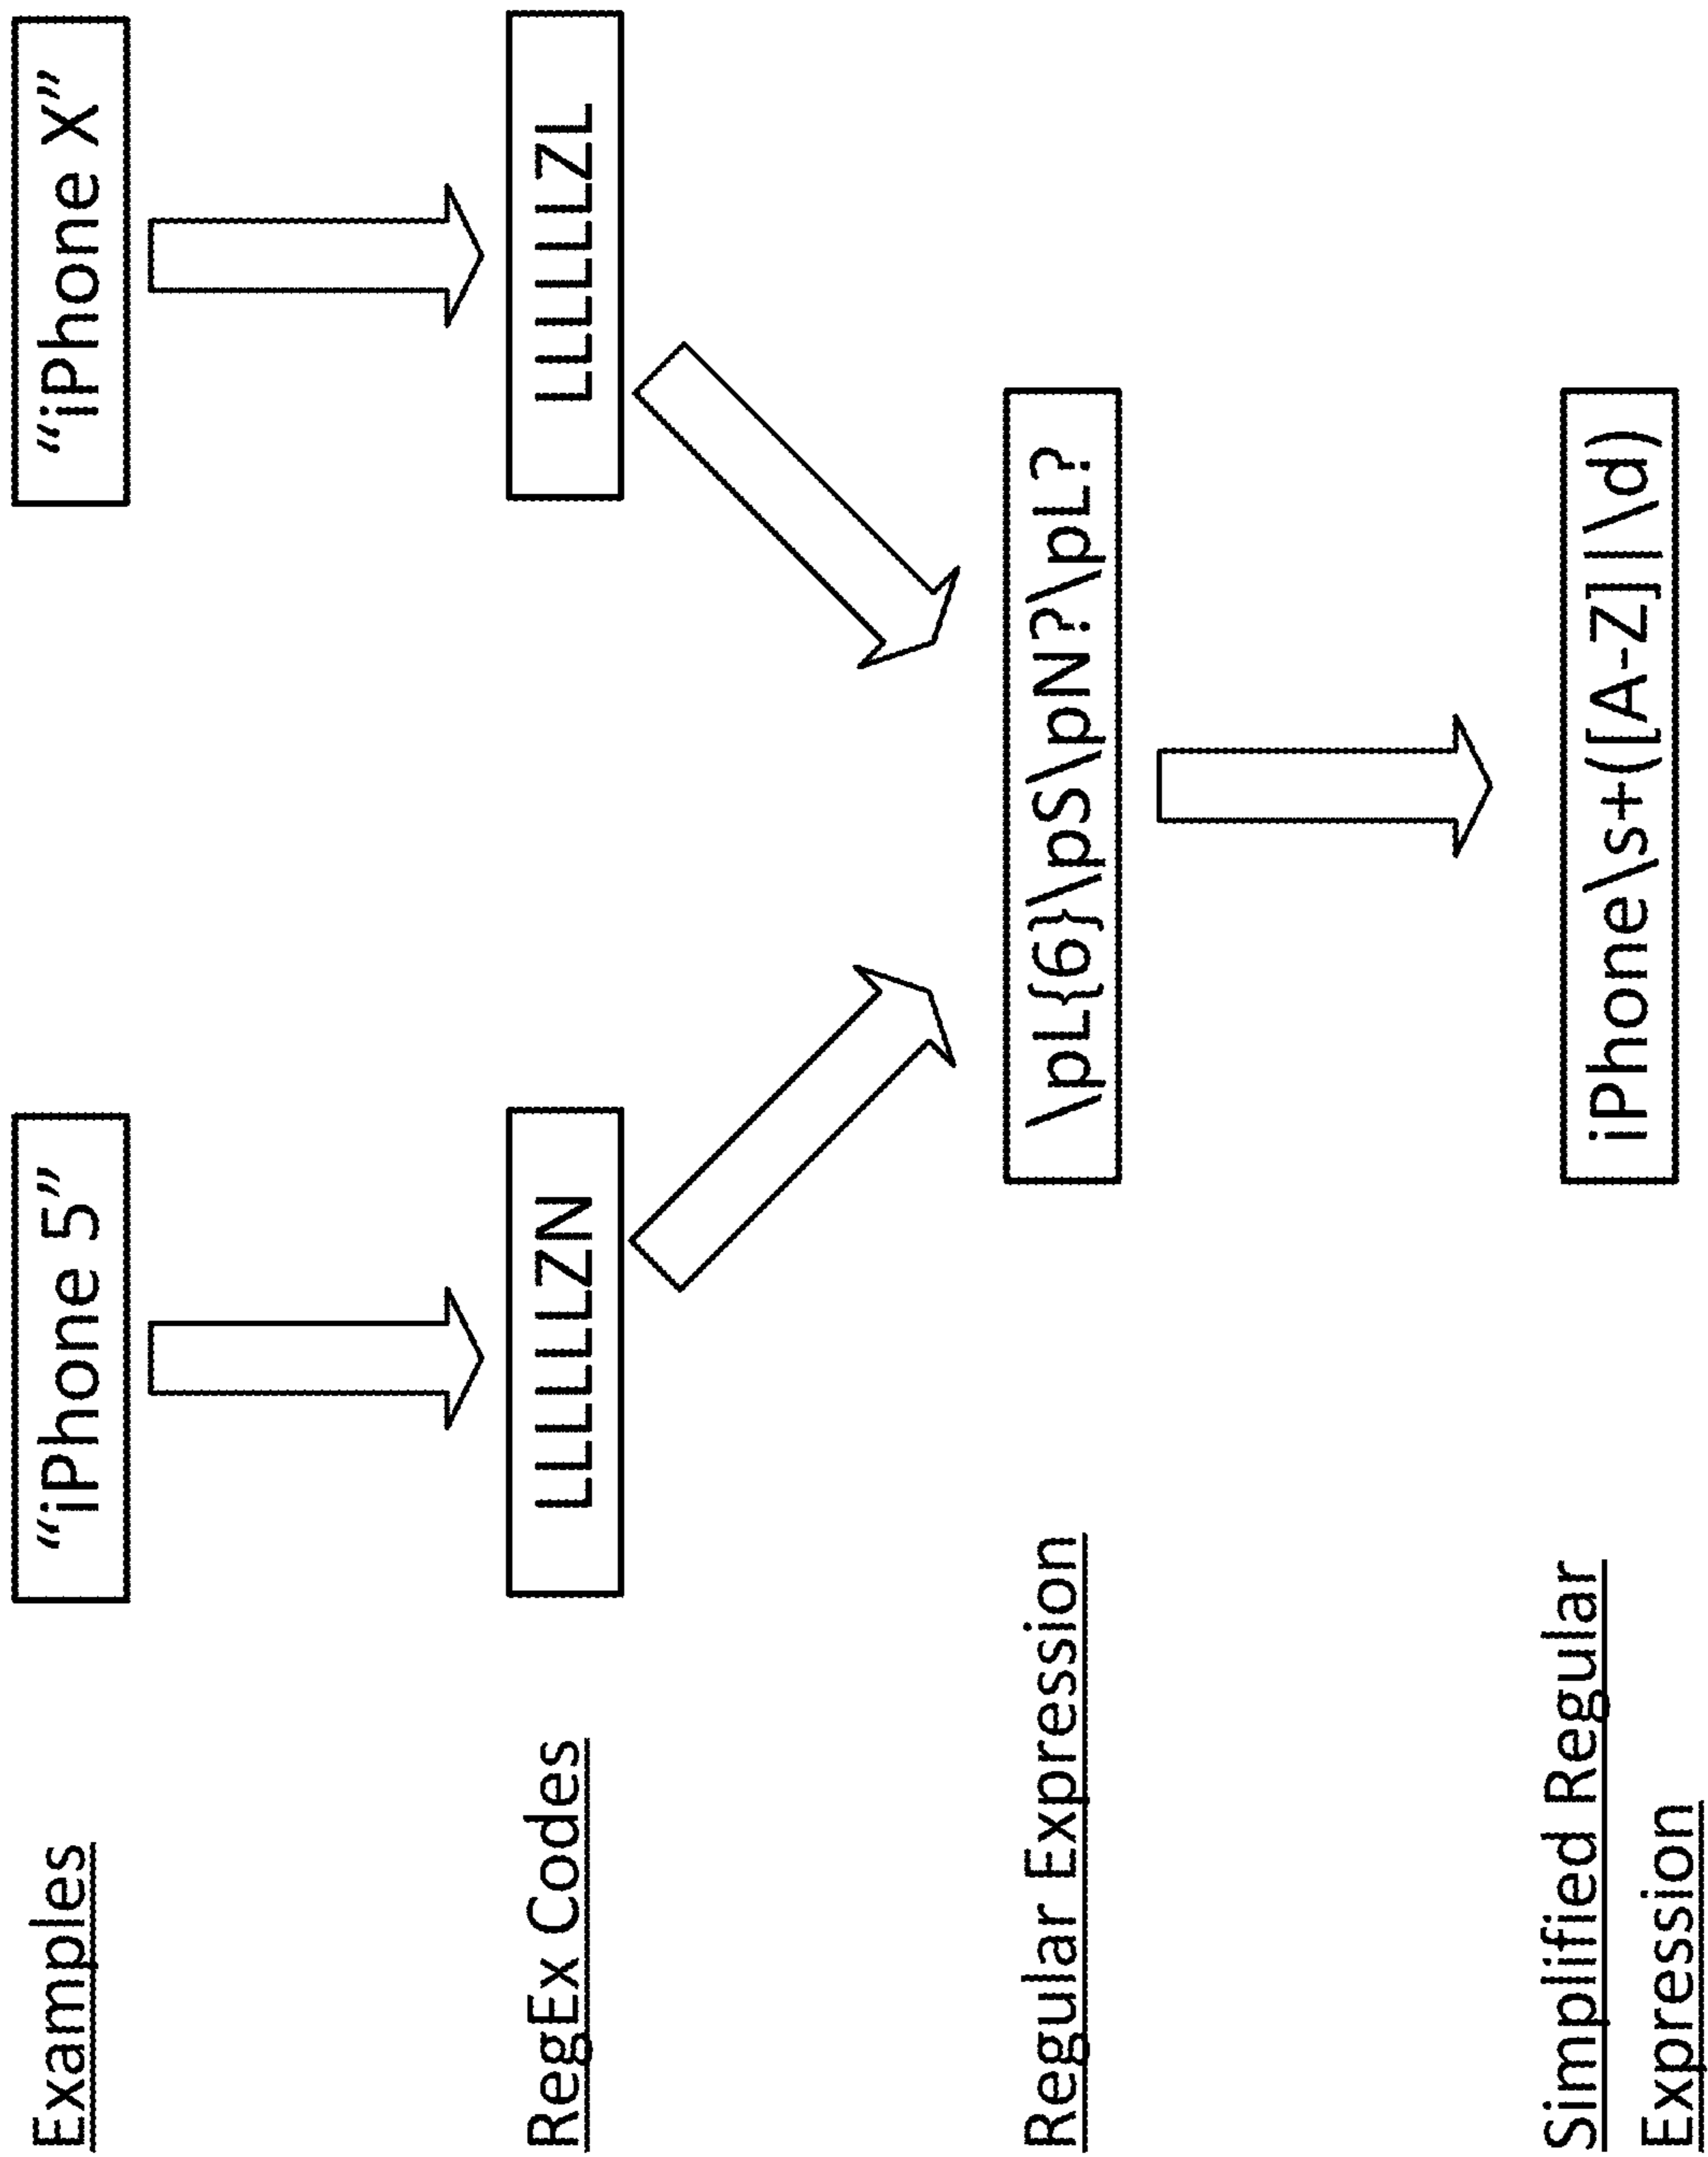 Examples
“iPhone 5”
“iPhone X”
RegEx Codes
LLLLLLZN
LLLLLLZL
Regular Expression
\pL{6}\pS\pN?\pL?
Simplified Regular
Expression
iPhone\s+([A-Z]|\d)